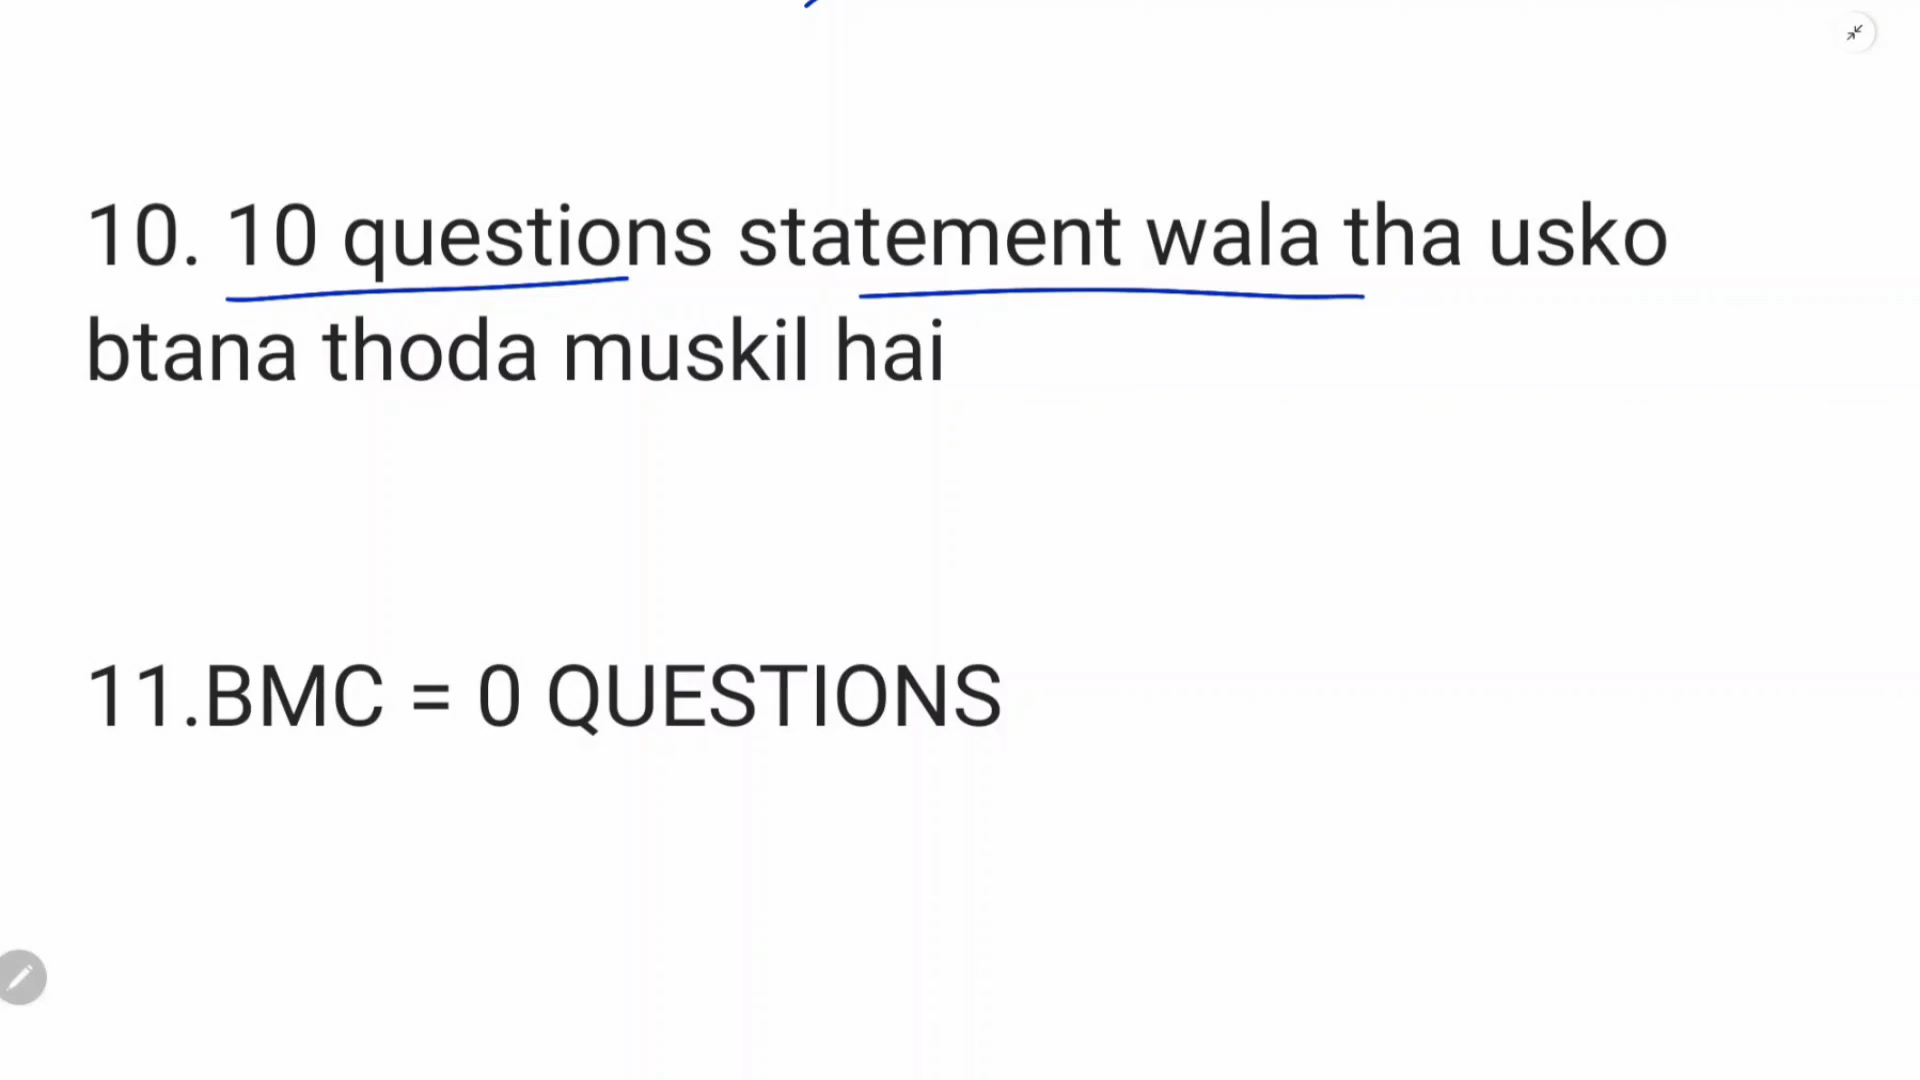 10. 10 questions statement wala tha usko
btana thoda muskil hai
11.BMC = 0 QUESTIONS